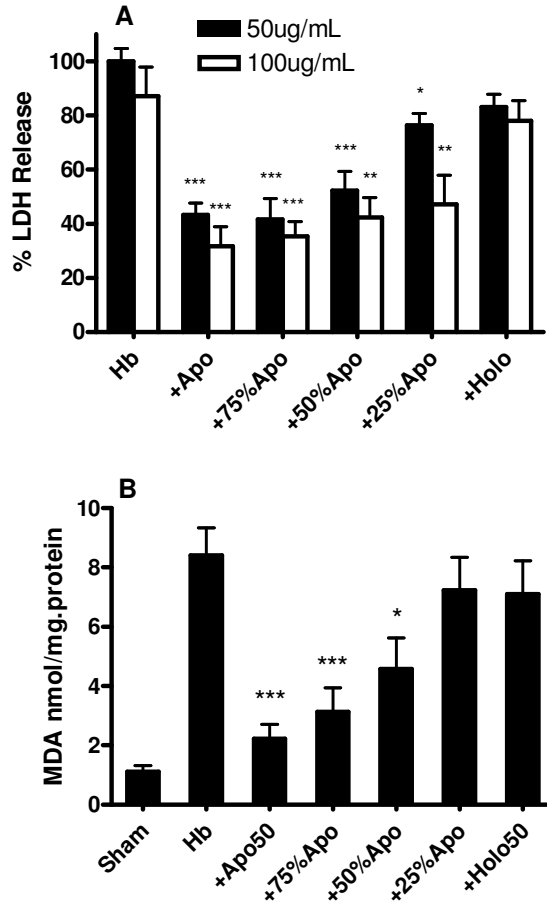 A
50ug/mL
100ug/mL
% LDH Release
100
80
60
40
20
0
*** *** *** *** *** ** * **
Hb +Apo +75%Apo +50%Apo +25%Apo +Holo
B
MDA nmol/mg.protein
10
8
6
4
2
0
*** *** *
Sham Hb +Apo50 +75%Apo +50%Apo +25%Apo +Holo50